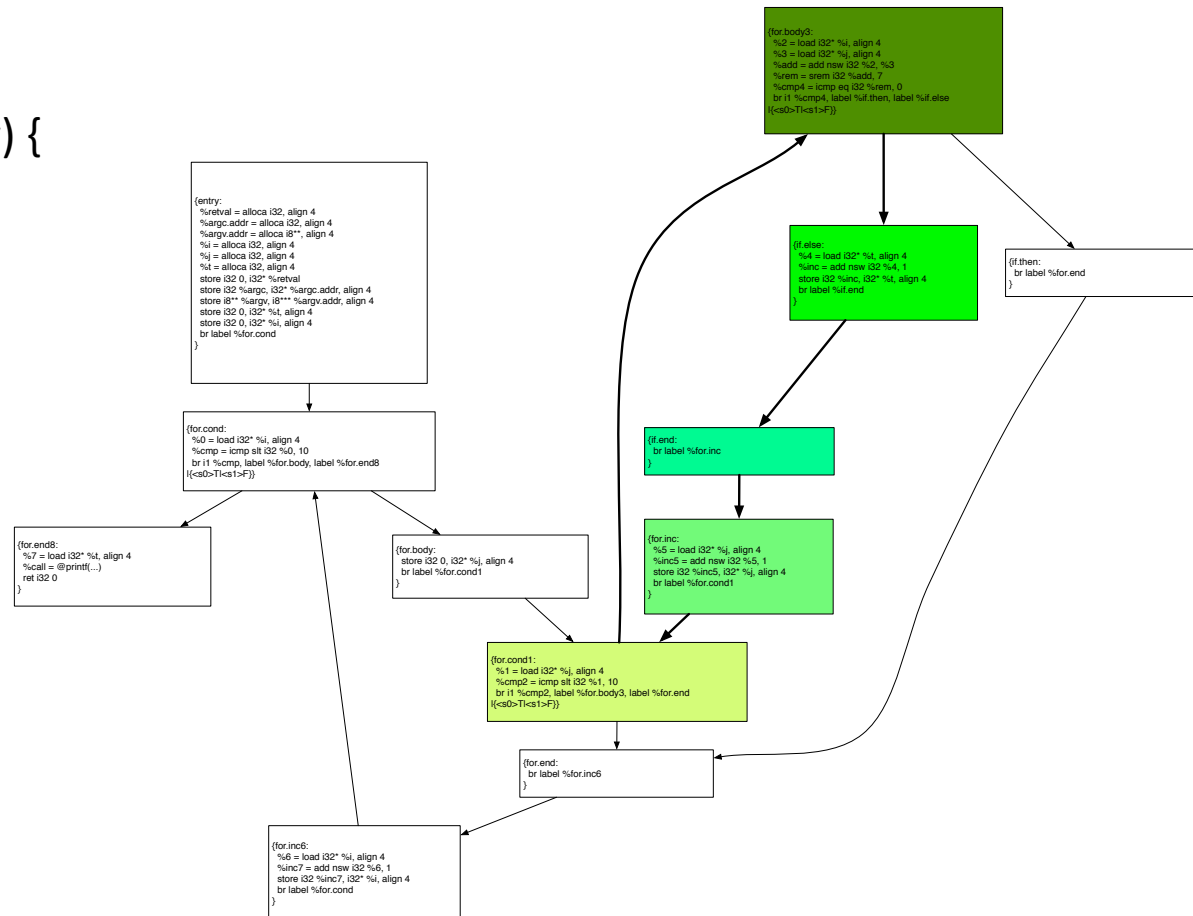 ) {
{for.body3:
%2 = load i32* %i, align 4
%3 = load i32* %j, align 4
%add = add nsw i32 %2, %3
%rem = srem i32 %add, 7
%cmp4 = icmp eq i32 %rem, 0
br i1 %cmp4, label %if.then, label %if.else
|{<s0>T|<s1>F}}
{entry:
%retval = alloca i32, align 4
%argc.addr = alloca i32, align 4
%argv.addr = alloca i8**, align 4
%i = alloca i32, align 4
%j = alloca i32, align 4
%t = alloca i32, align 4
store i32 0, i32* %retval
store i32 %argc, i32* %argc.addr, align 4
store i8** %argv, i8*** %argv.addr, align 4
store i32 0, i32* %t, align 4
store i32 0, i32* %i, align 4
br label %for.cond
}
{if.else:
%4 = load i32* %t, align 4
%inc = add nsw i32 %4, 1
store i32 %inc, i32* %t, align 4
br label %if.end
}
{if.then:
br label %for.end
}
{for.cond:
%0 = load i32* %i, align 4
%cmp = icmp slt i32 %0, 10
br i1 %cmp, label %for.body, label %for.end8
|{<s0>T|<s1>F}}
{if.end:
br label %for.inc
}
{for.end8:
%7 = load i32* %t, align 4
%call = @printf(...)
ret i32 0
}
{for.body:
store i32 0, i32* %j, align 4
br label %for.cond1
}
{for.inc:
%5 = load i32* %j, align 4
%inc5 = add nsw i32 %5, 1
store i32 %inc5, i32* %j, align 4
br label %for.cond1
}
{for.cond1:
%1 = load i32* %j, align 4
%cmp2 = icmp slt i32 %1, 10
br i1 %cmp2, label %for.body3, label %for.end
|{<s0>T|<s1>F}}
{for.end:
br label %for.inc6
}
{for.inc6:
%6 = load i32* %i, align 4
%inc7 = add nsw i32 %6, 1
store i32 %inc7, i32* %i, align 4
br label %for.cond
}